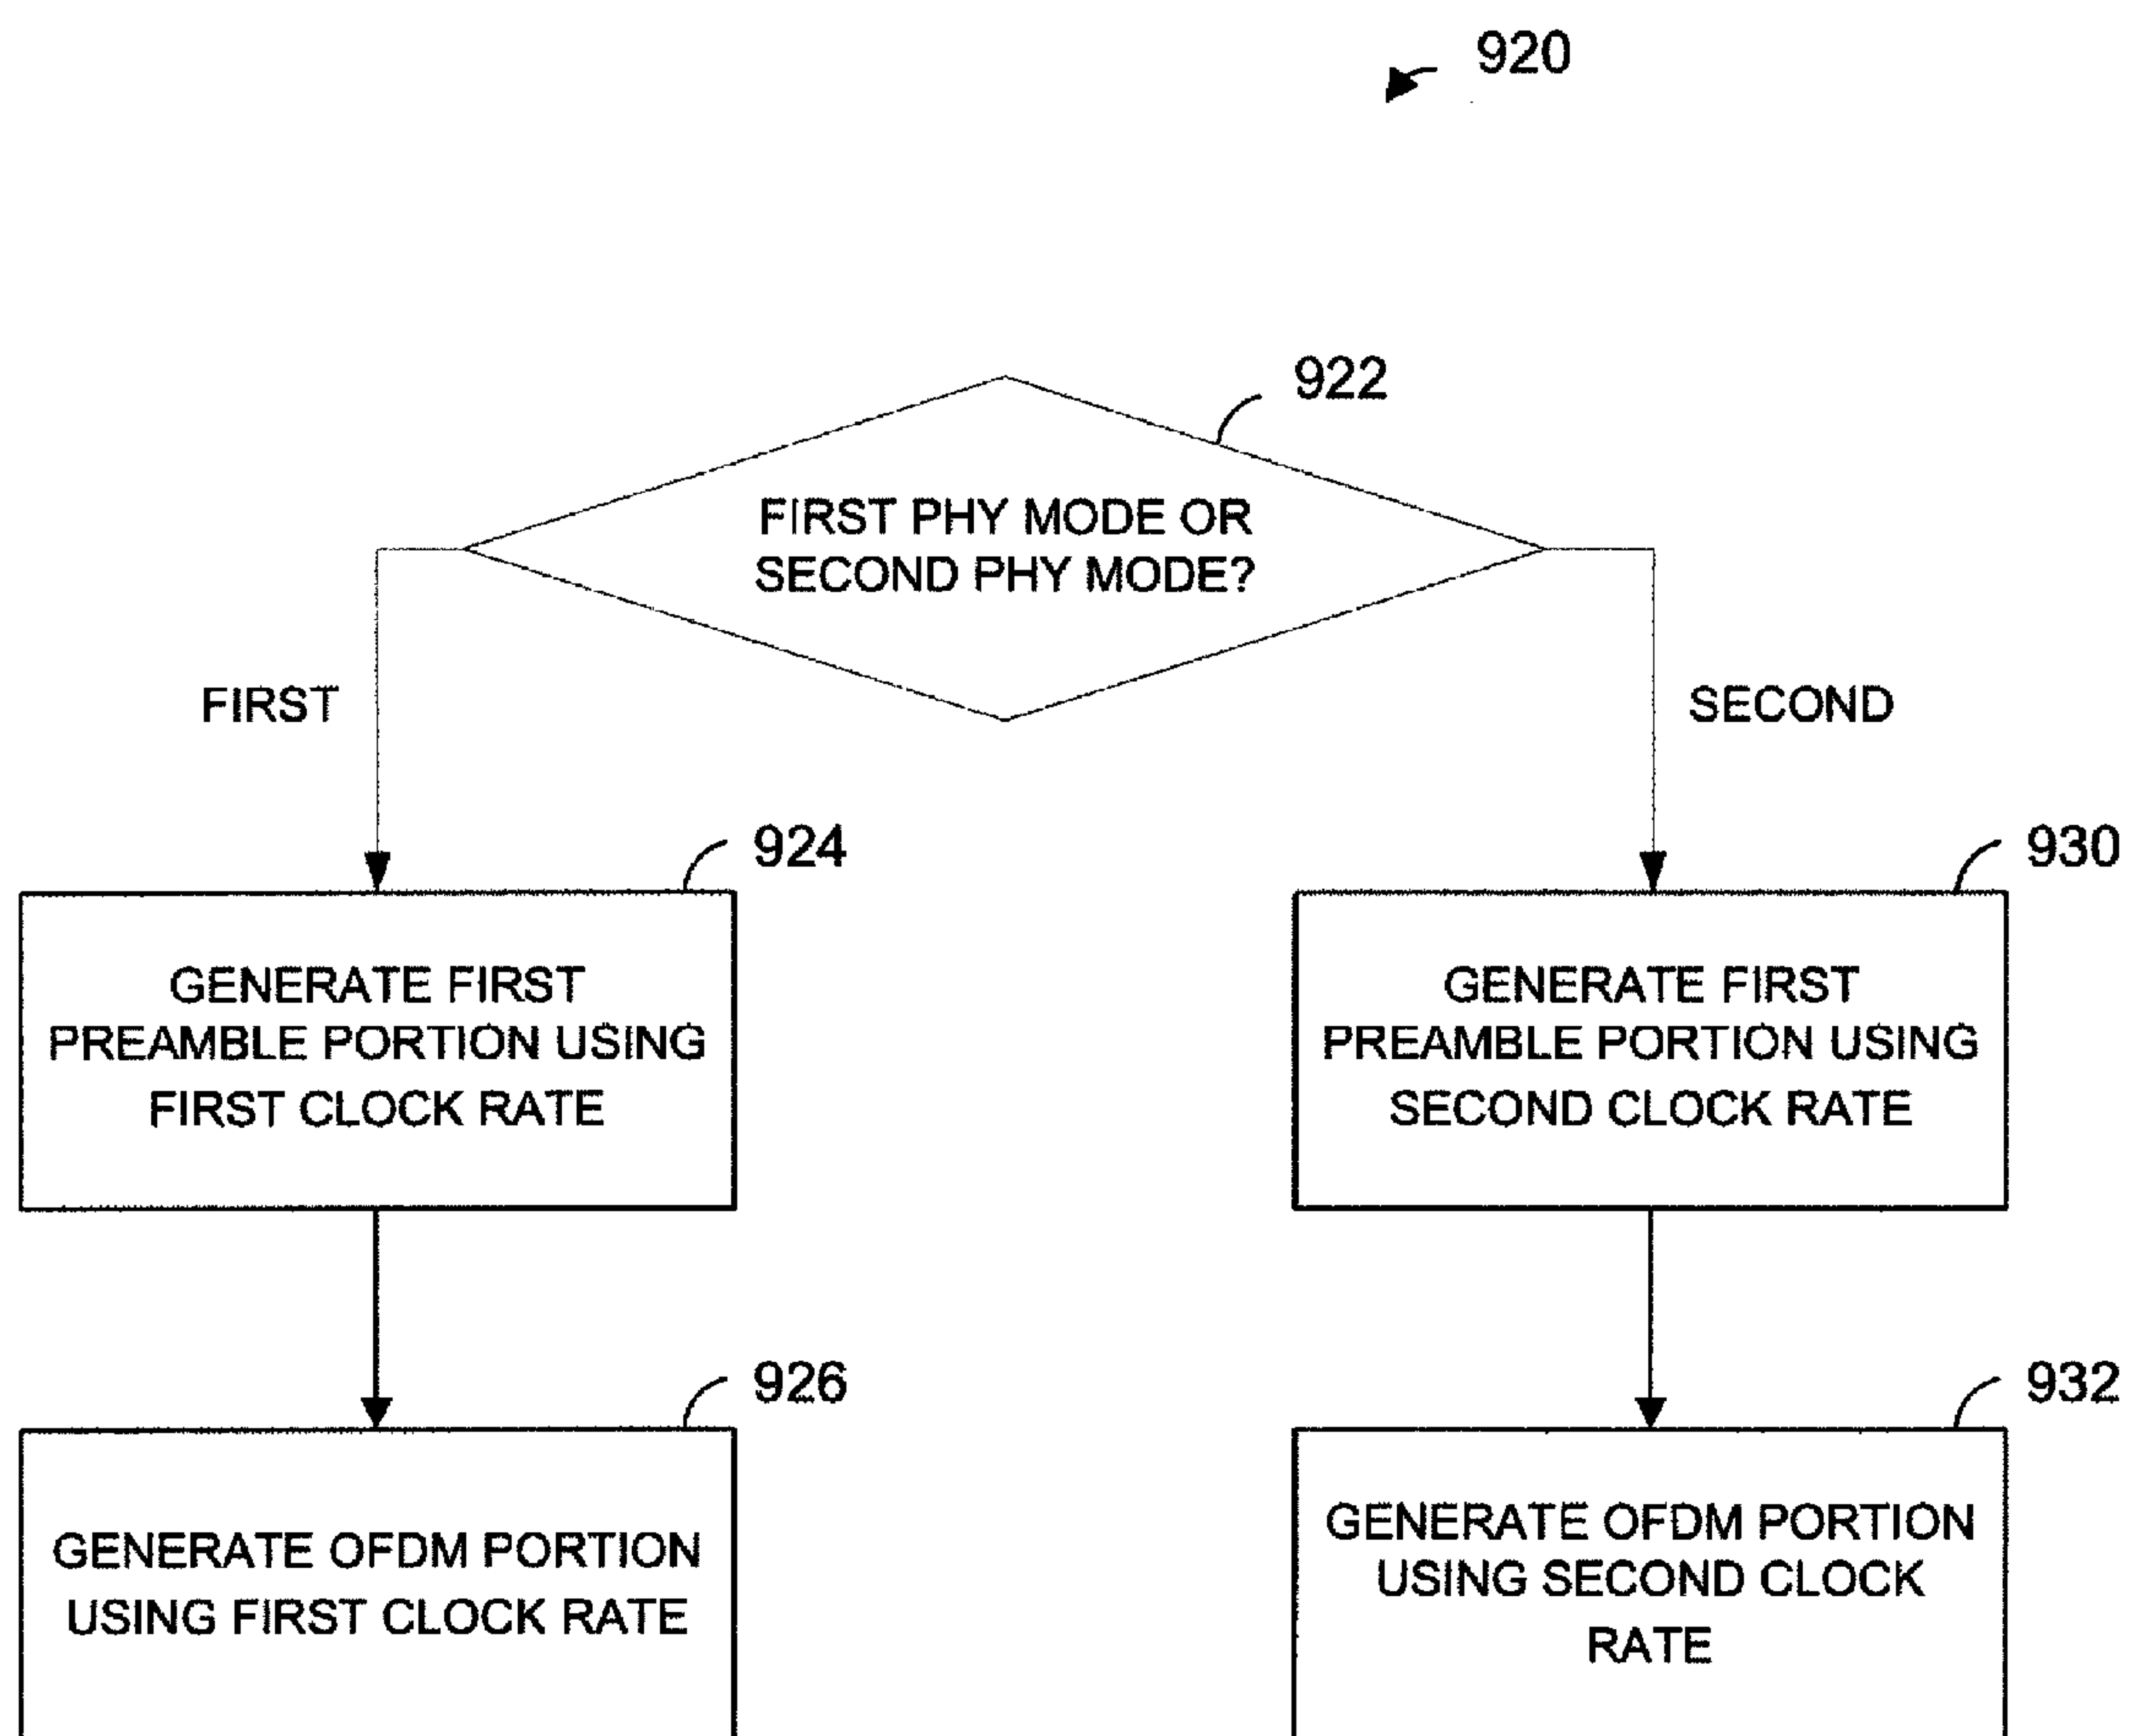 920
922
FIRST PHY MODE OR
SECOND PHY MODE?
FIRST
SECOND
924
GENERATE FIRST
PREAMBLE PORTION USING
FIRST CLOCK RATE
930
GENERATE FIRST
PREAMBLE PORTION USING
SECOND CLOCK RATE
926
GENERATE OFDM PORTION
USING FIRST CLOCK RATE
932
GENERATE OFDM PORTION
USING SECOND CLOCK
RATE